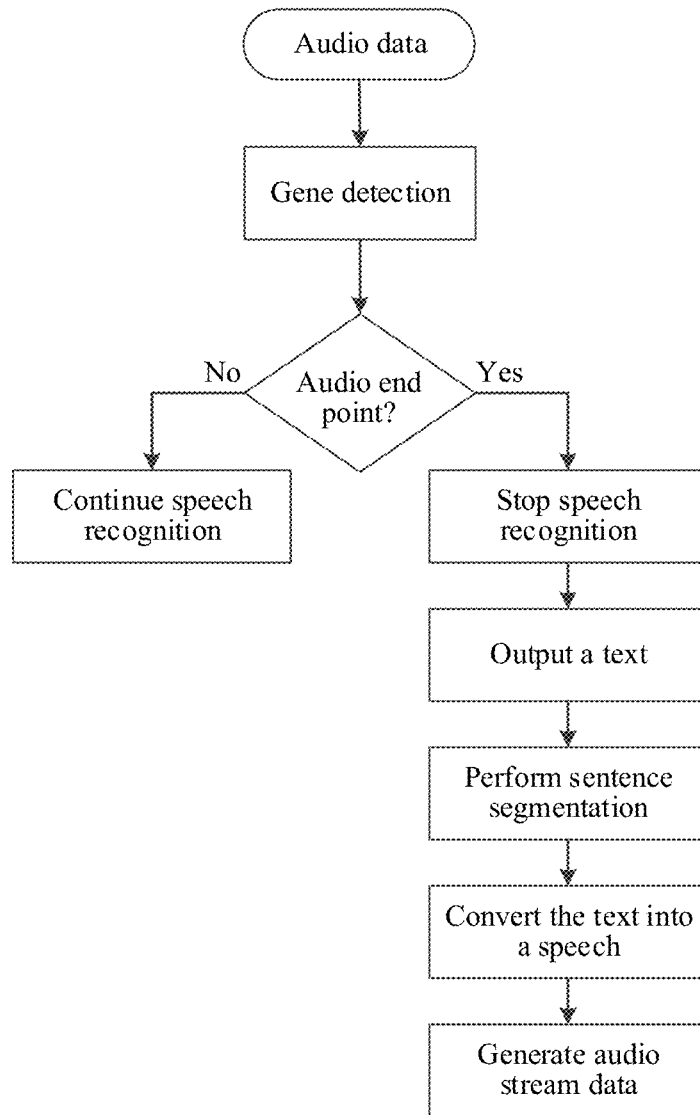 Audio data
Gene detection
No
Yes
Audio end
point?
Continue speech
recognition
Stop speech
recognition
Output a text
Perform sentence
segmentation
Convert the text into
a speech
Generate audio
stream data